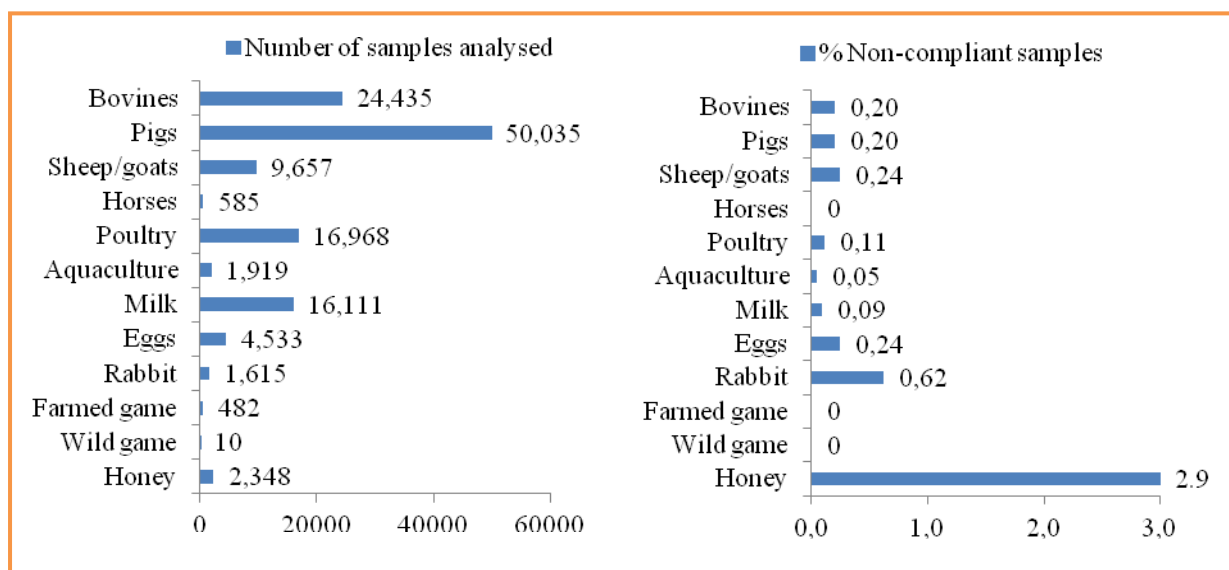 Number of samples analysed
Bovines 24,435
Pigs 50,035
Sheep/goats 9,657
Horses 585
Poultry 16,968
Aquaculture 1,919
Milk 16,111
Eggs 4,533
Rabbit 1,615
Farmed game 482
Wild game 10
Honey 2,348
0 20000 40000 60000
% Non-compliant samples
Bovines 0,20
Pigs 0,20
Sheep/goats 0,24
Horses 0
Poultry 0,11
Aquaculture 0,05
Milk 0,09
Eggs 0,24
Rabbit 0,62
Farmed game 0
Wild game 0
Honey 2.9
0,0 1,0 2,0 3,0